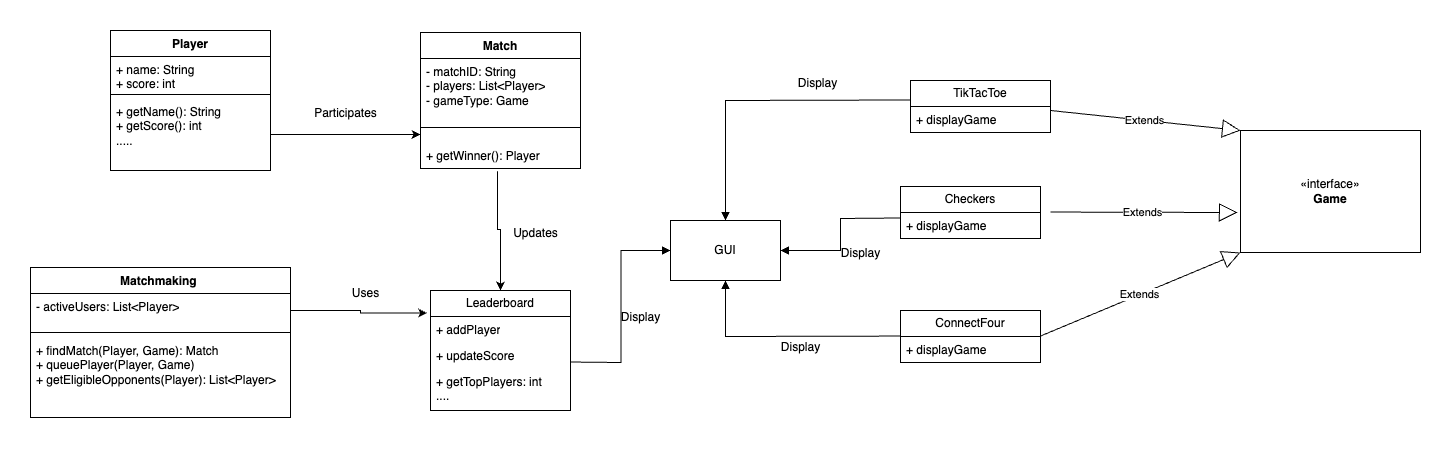 Player
+ name: String
+ score: int
+ getName(): String
+ getScore(): int
.....
Participates
Match
- matchID: String
- players: List<Player>
- gameType: Game
+ getWinner(): Player
Updates
Matchmaking
- activeUsers: List<Player>
+ findMatch(Player, Game): Match
+ queuePlayer(Player, Game)
+ getEligibleOpponents(Player): List<Player>
Uses
Leaderboard
+ addPlayer
+ updateScore
+ getTopPlayers: int
....
Display
GUI
Display
TikTacToe
+ displayGame
Extends
Display
Checkers
+ displayGame
Extends
Display
ConnectFour
+ displayGame
Extends
«interface»
Game